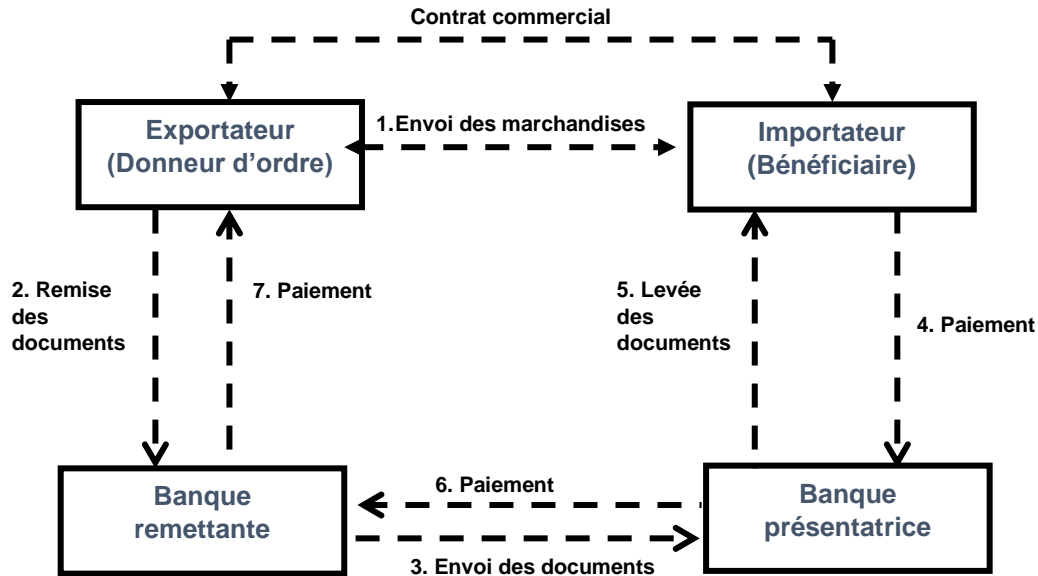 Contrat commercial
Exportateur
(Donneur d’ordre)
1.Envoi des marchandises
Importateur
(Bénéficiaire)
2. Remise
des
documents
7. Paiement
5. Levée
des
documents
4. Paiement
Banque
remettante
6. Paiement
3. Envoi des documents
Banque
présentatrice